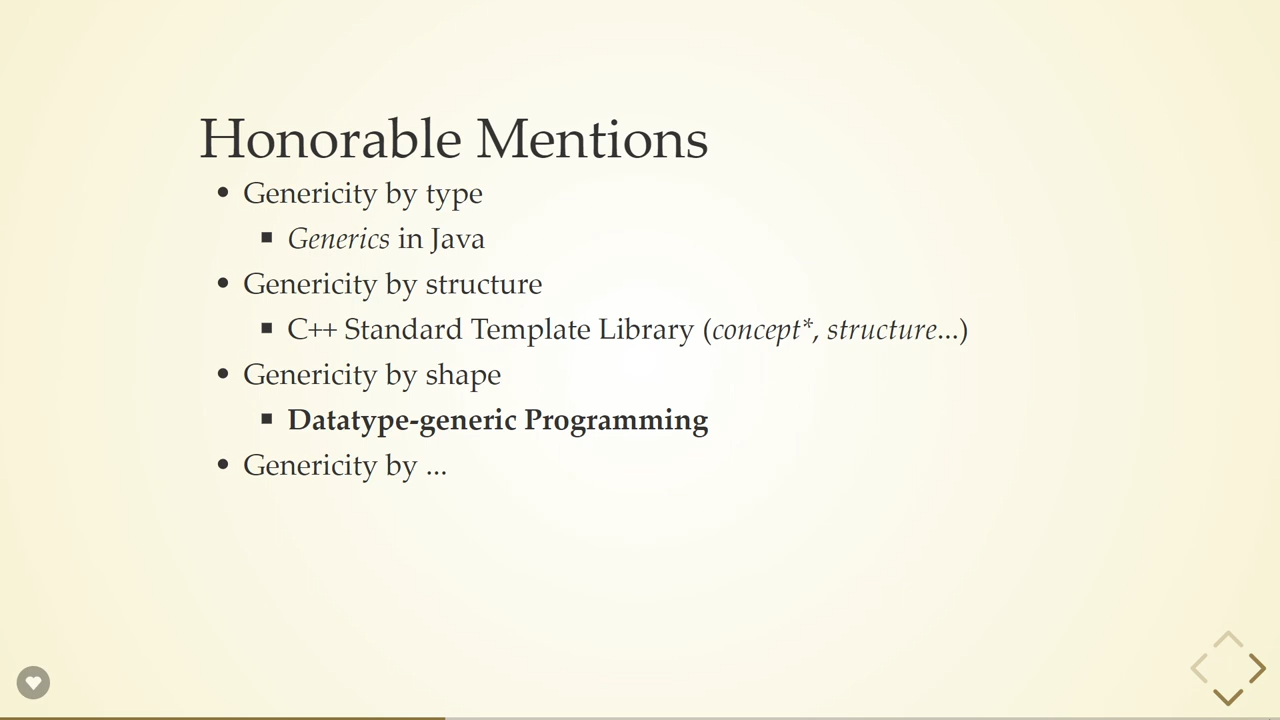 Honorable Mentions
• Genericity by type
▪ Generics in Java
• Genericity by structure
▪ C++ Standard Template Library (concept*, structure...)
• Genericity by shape
▪ Datatype-generic Programming
• Genericity by ...